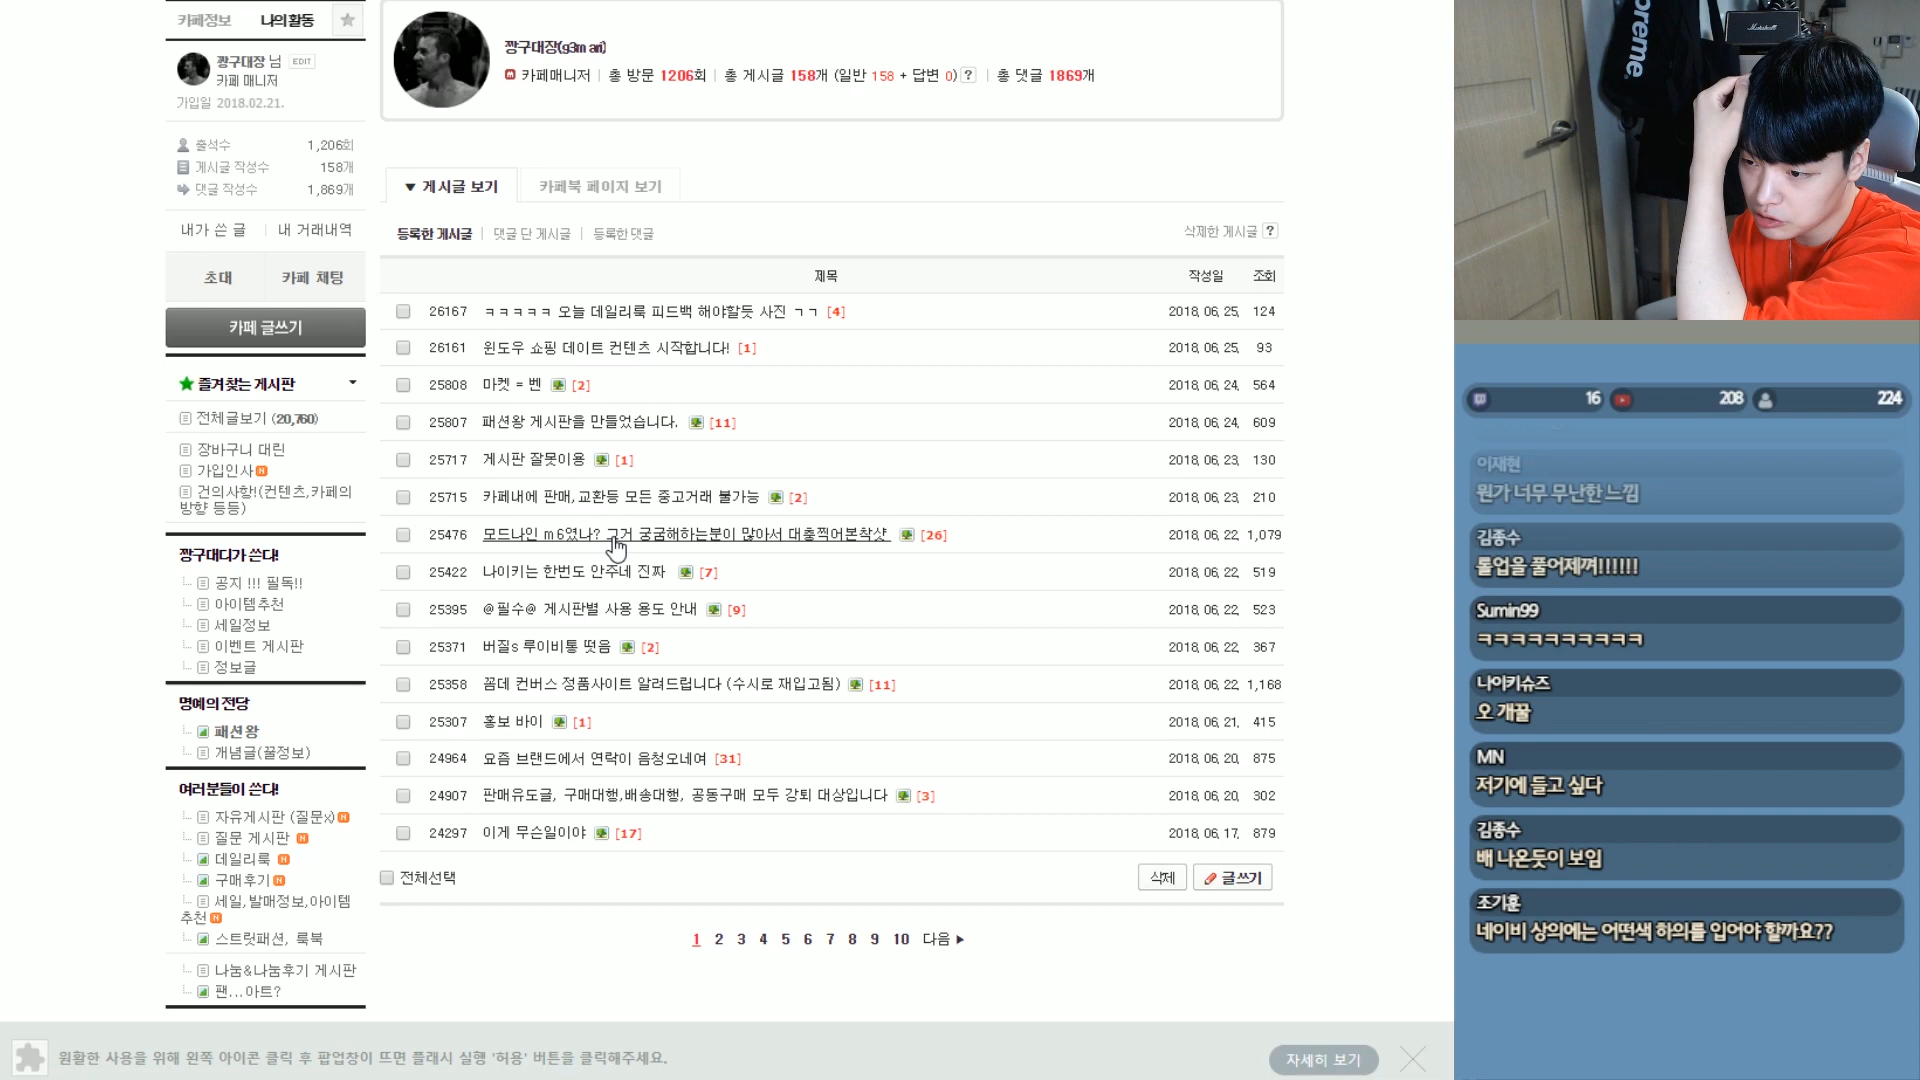 카페정보
나의활동
짱구대장 님 EDIT
카페 매니저
가입일 2018.02.21.
출석수 1,206회
게시글 작성수 158개
댓글 작성수 1,869개
내가 쓴 글
내 거래내역
초대
카페 채팅
카페 글쓰기
즐겨찾는 게시판
전체글보기 (20,760)
장바구니 대린
가입인사 N
건의사항!(컨텐츠,카페의
방향 등등)
짱구대디가 쓴다!
공지 !!! 필독!!
아이템추천
세일정보
이벤트 게시판
정보글
명예의 전당
패션왕
개념글(꿀정보)
여러분들이 쓴다!
자유게시판 (질문x) N
질문 게시판 N
데일리룩 N
구매후기 N
세일,발매정보,아이템
추천 N
스트릿패션, 룩북
나눔&나눔후기 게시판
팬...아트?
짱구대장(g3mari)
카페매니저 | 총 방문 1206회 | 총 게시글 158개 (일반 158 + 답변 0) ? | 총 댓글 1869개
▼ 게시글 보기
카페북 페이지 보기
등록한 게시글 | 댓글 단 게시글 | 등록한 댓글
삭제한 게시글 ?
제목 작성일 조회
26167 ㅋㅋㅋㅋㅋ 오늘 데일리룩 피드백 해야할듯 사진 ㄱㄱ [4] 2018.06.25. 124
26161 윈도우 쇼핑 데이트 컨텐츠 시작합니다! [1] 2018.06.25. 93
25808 마켓 = 벤 [2] 2018.06.24. 564
25807 패션왕 게시판을 만들었습니다. [11] 2018.06.24. 609
25717 게시판 잘못이용 [1] 2018.06.23. 130
25715 카페내에 판매,교환등 모든 중고거래 불가능 [2] 2018.06.23. 210
25476 모드나인 m6였나? 그거 궁굼해하는분이 많아서 대충찍어본착샷 [26] 2018.06.22. 1,079
25422 나이키는 한번도 안주네 진짜 [7] 2018.06.22. 519
25395 @필수@ 게시판별 사용 용도 안내 [9] 2018.06.22. 523
25371 버질s 루이비통 떳음 [2] 2018.06.22. 367
25358 꼼데 컨버스 정품사이트 알려드립니다 (수시로 재입고됨) [11] 2018.06.22. 1,168
25307 홍보 바이 [1] 2018.06.21. 415
24964 요즘 브랜드에서 연락이 음청오네여 [31] 2018.06.20. 875
24907 판매유도글, 구매대행,배송대행, 공동구매 모두 강퇴 대상입니다 [3] 2018.06.20. 302
24297 이게 무슨일이야 [17] 2018.06.17. 879
전체선택
삭제
글쓰기
1 2 3 4 5 6 7 8 9 10 다음 ▶
원활한 사용을 위해 왼쪽 아이콘 클릭 후 팝업창이 뜨면 플래시 실행 '허용' 버튼을 클릭해주세요.
자세히 보기
preme
Marshall
16 208 224
이재현
뭔가 너무 무난한 느낌
김종수
롤업을 풀어제껴!!!!!!
Sumin99
ㅋㅋㅋㅋㅋㅋㅋㅋㅋㅋ
나이키슈즈
오 개꿀
MN
저기에 들고 싶다
김종수
배 나온듯이 보임
조기훈
네이비 상의에는 어떤색 하의를 입어야 할까요??